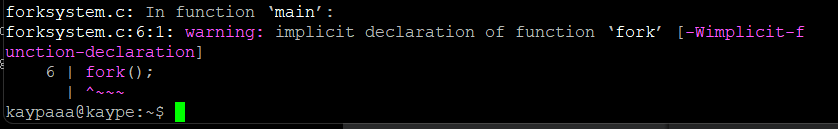 forksystem.c: In function ‘main’:
forksystem.c:6:1: warning: implicit declaration of function ‘fork’ [-Wimplicit-f
unction-declaration]
    6 | fork();
      | ^~~~
kaypaaa@kaype:~$